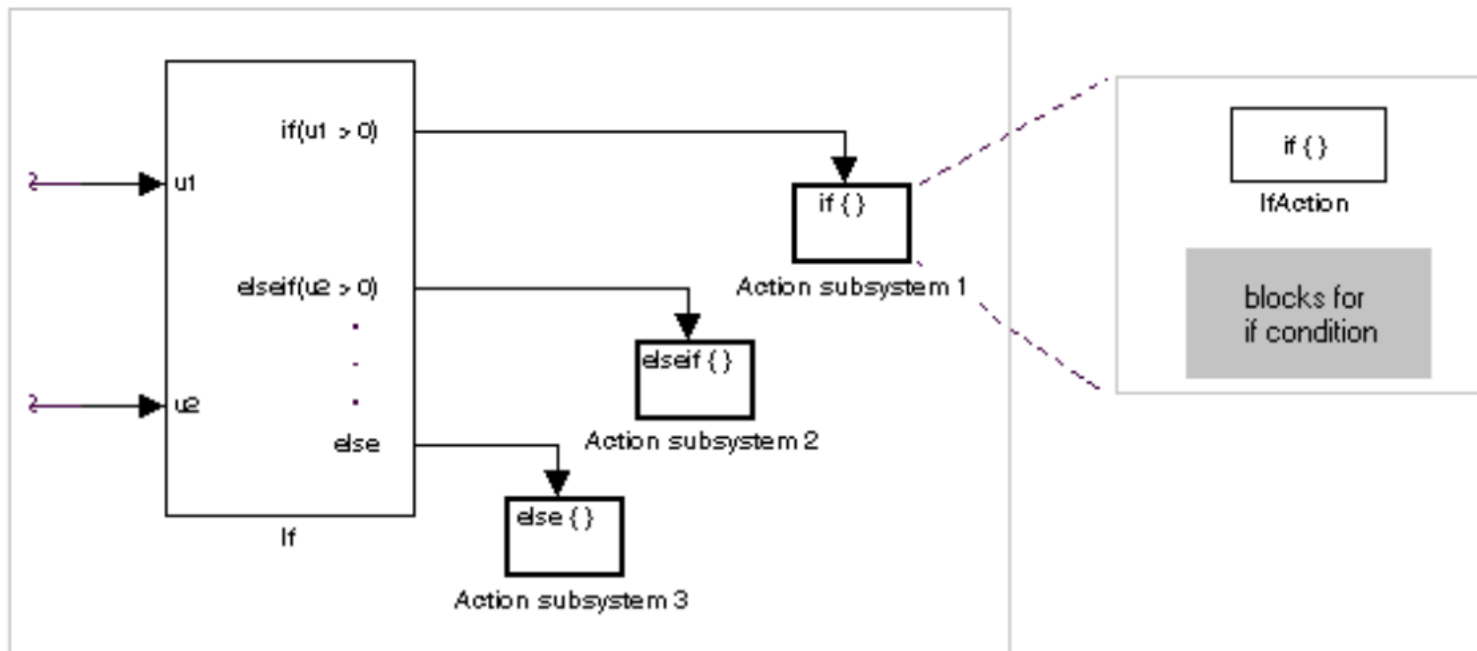 if(u1 > 0)
u1
elseif(u2 > 0)
u2
else
If
if { }
Action subsystem 1
elseif { }
Action subsystem 2
else { }
Action subsystem 3
if { }
IfAction
blocks for
if condition